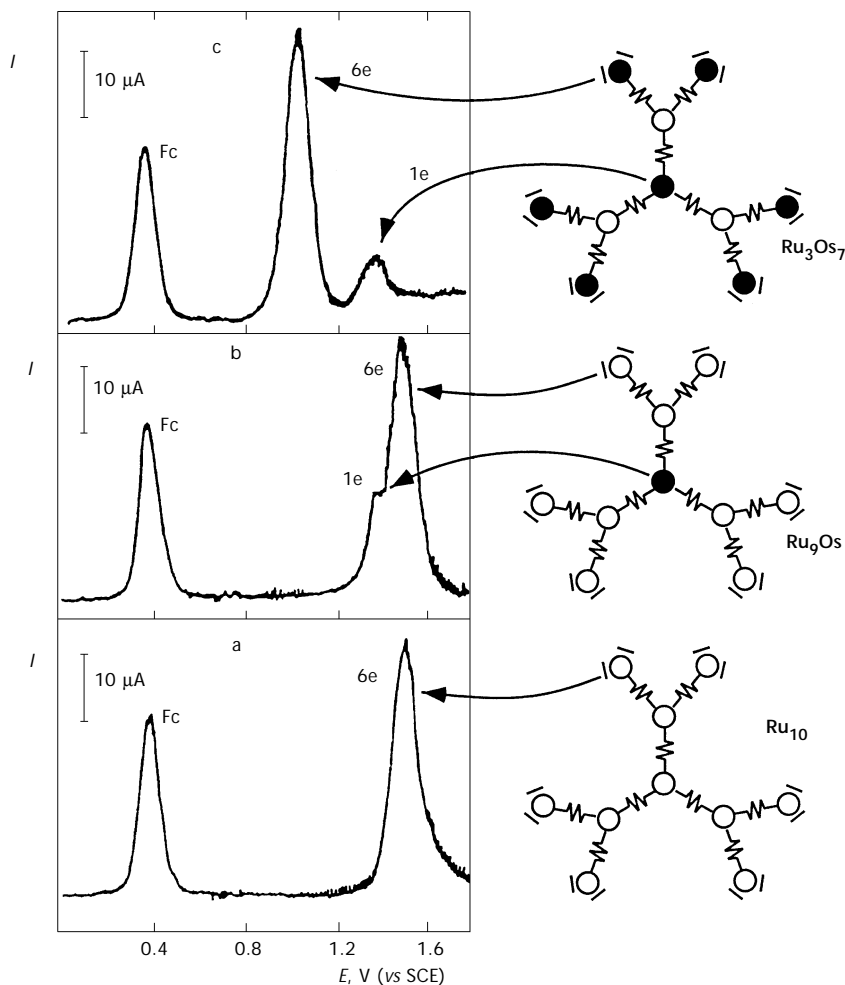 c
I
10 μA
6e
Fc
1e
Ru3Os7
b
I
10 μA
6e
Fc
1e
Ru9Os
a
I
10 μA
6e
Fc
Ru10
0.4 0.8 1.2 1.6
E, V (vs SCE)